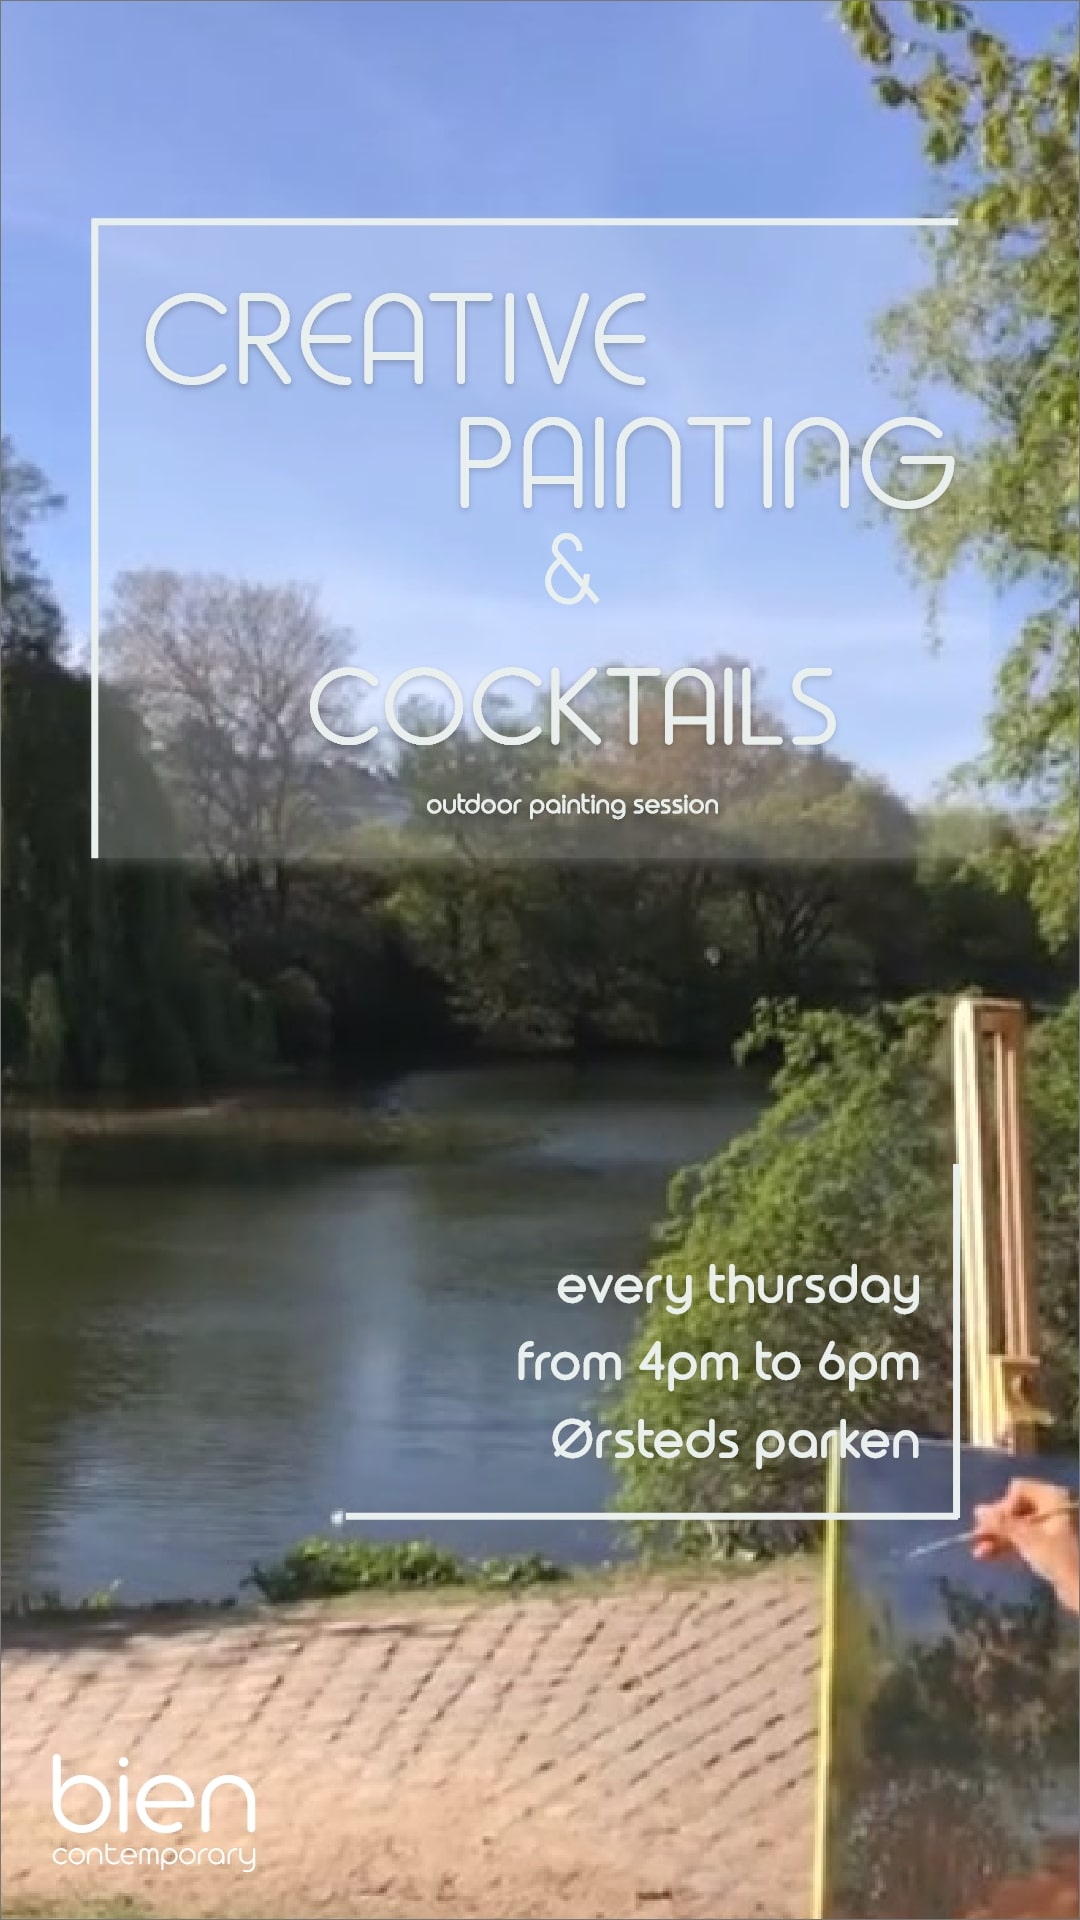 CREATIVE
PAINTING
&
COCKTAILS
outdoor painting session
every thursday
from 4pm to 6pm
Ørsteds parken
bien
contemporary